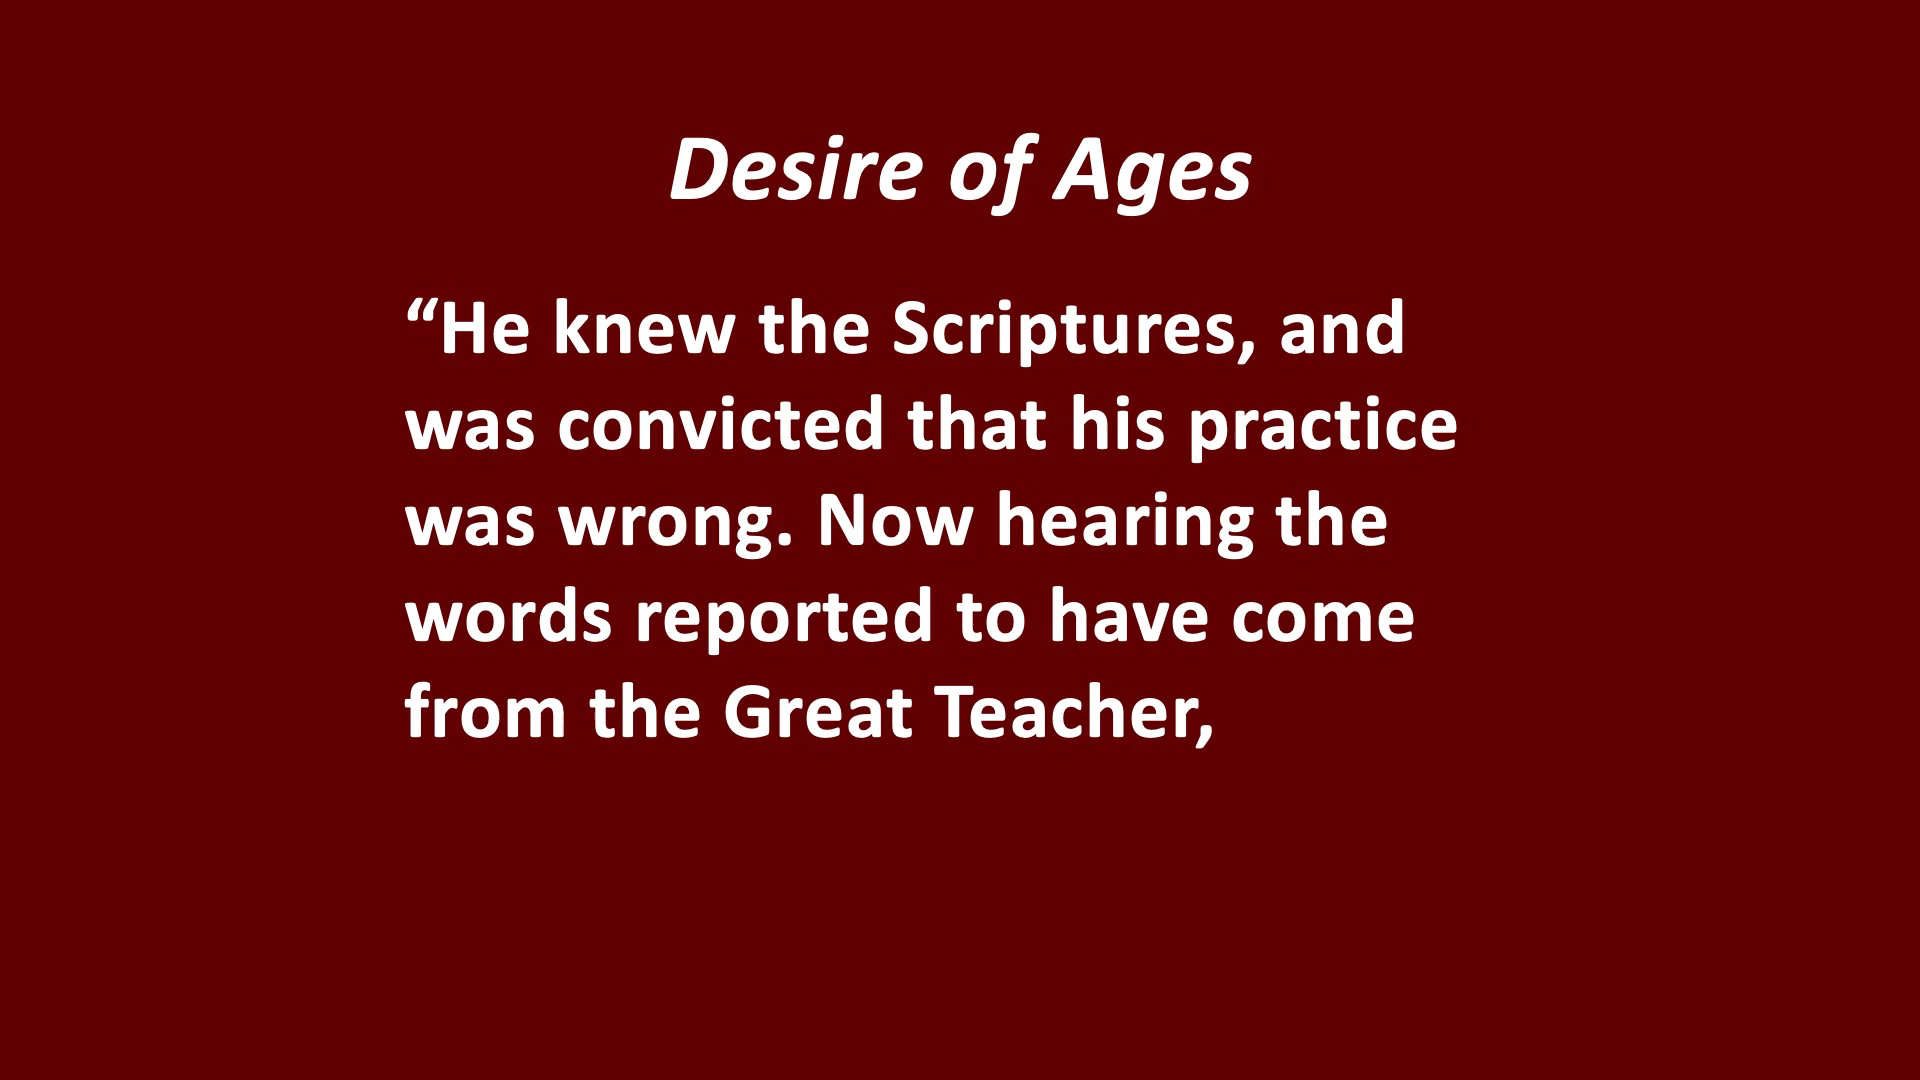 Desire of Ages
“He knew the Scriptures, and
was convicted that his practice
was wrong. Now hearing the
words reported to have come
from the Great Teacher,